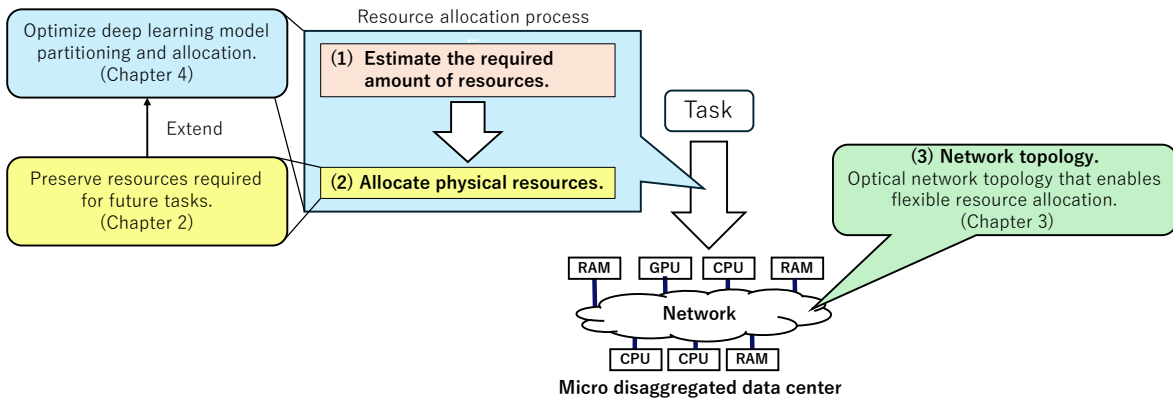 Resource allocation process
Optimize deep learning model
partitioning and allocation.
(Chapter 4)
(1) Estimate the required
amount of resources.
Extend
Task
Preserve resources required
for future tasks.
(Chapter 2)
(2) Allocate physical resources.
(3) Network topology.
Optical network topology that enables
flexible resource allocation.
(Chapter 3)
RAM GPU CPU RAM
Network
CPU CPU RAM
Micro disaggregated data center